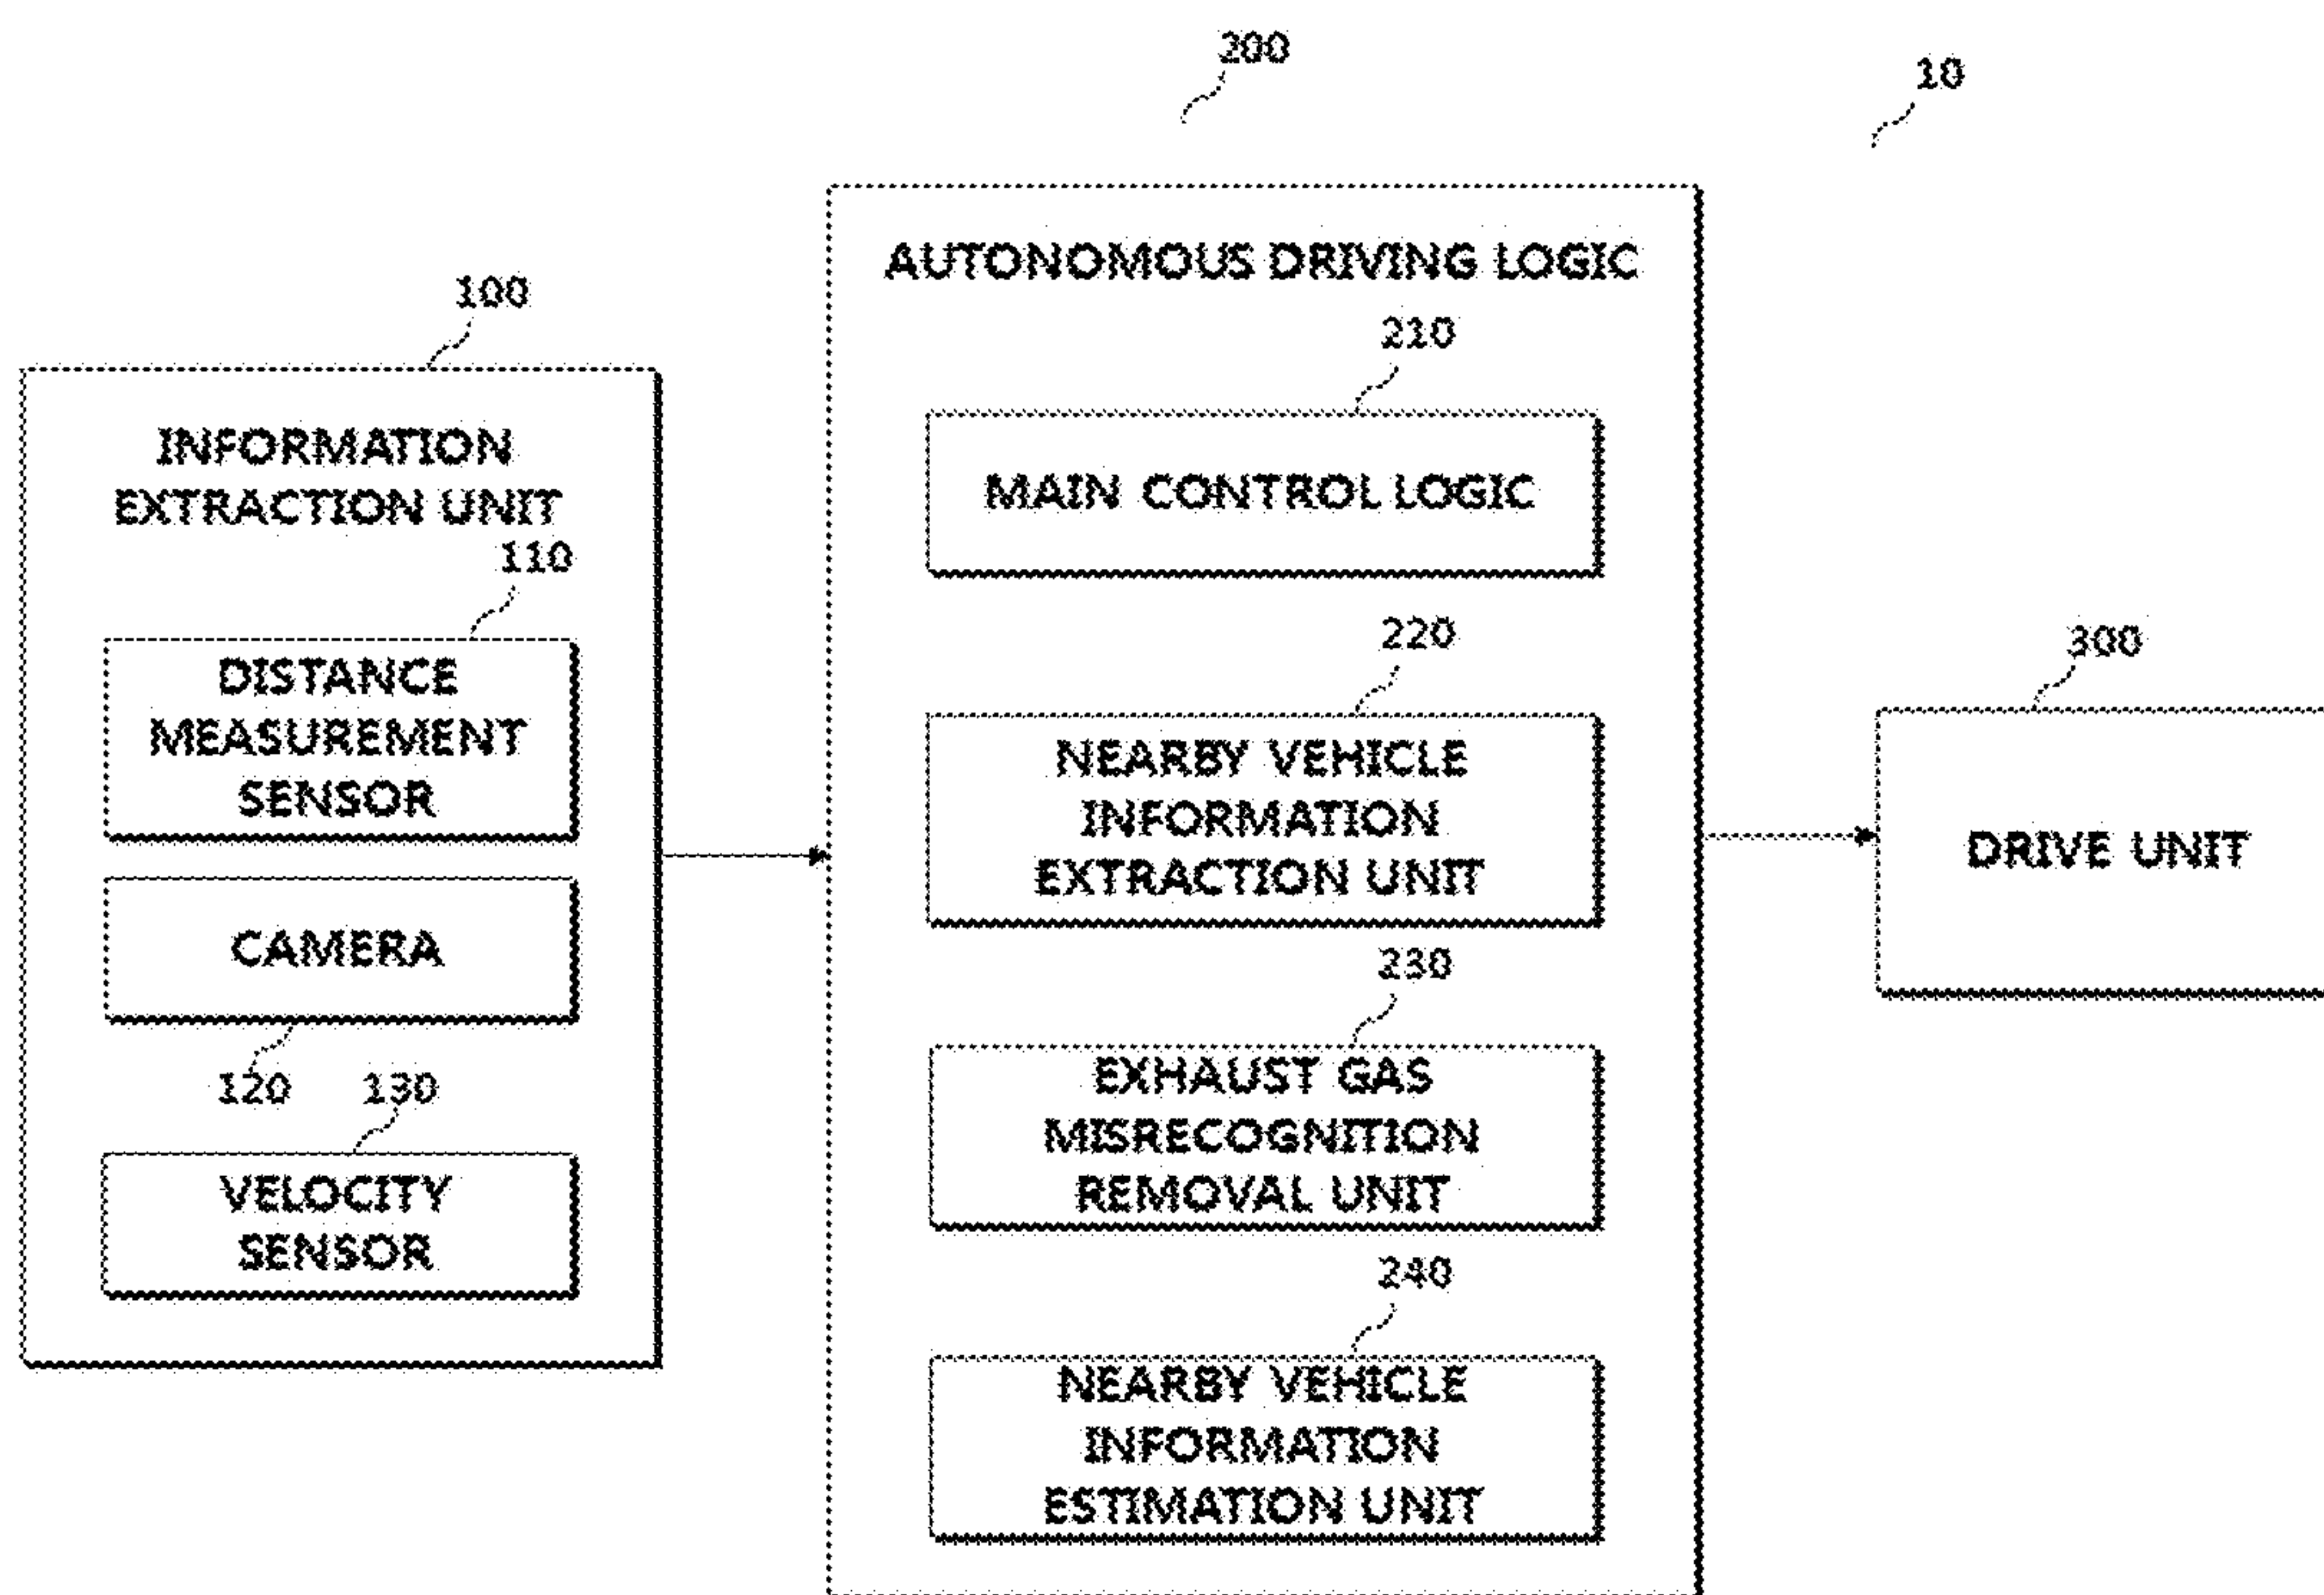 200
10
100
INFORMATION
EXTRACTION UNIT
110
DISTANCE
MEASUREMENT
SENSOR
CAMERA
120
130
VELOCITY
SENSOR
AUTONOMOUS DRIVING LOGIC
210
MAIN CONTROL LOGIC
220
NEARBY VEHICLE
INFORMATION
EXTRACTION UNIT
230
EXHAUST GAS
MISRECOGNITION
REMOVAL UNIT
240
NEARBY VEHICLE
INFORMATION
ESTIMATION UNIT
300
DRIVE UNIT